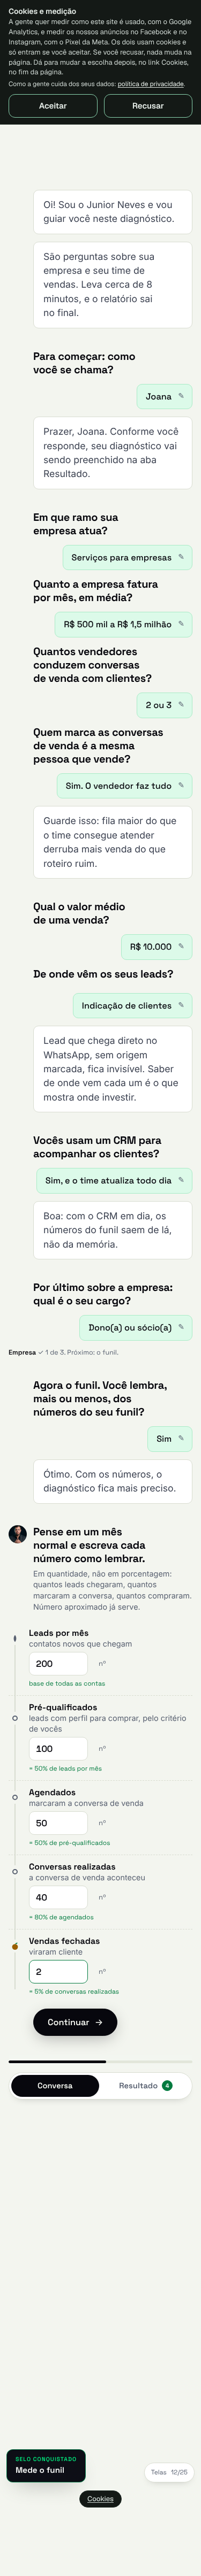 Cookies e medição
A gente quer medir como este site é usado, com o Google
Analytics, e medir os nossos anúncios no Facebook e no
Instagram, com o Pixel da Meta. Os dois usam cookies e
só entram se você aceitar. Se você recusar, nada muda na
página. Dá para mudar a escolha depois, no link Cookies,
no fim da página.
Como a gente cuida dos seus dados: política de privacidade.
Aceitar
Recusar
Oi! Sou o Junior Neves e vou
guiar você neste diagnóstico.
São perguntas sobre sua
empresa e seu time de
vendas. Leva cerca de 8
minutos, e o relatório sai
no final.
Para começar: como
você se chama?
Joana ✎
Prazer, Joana. Conforme você
responde, seu diagnóstico vai
sendo preenchido na aba
Resultado.
Em que ramo sua
empresa atua?
Serviços para empresas ✎
Quanto a empresa fatura
por mês, em média?
R$ 500 mil a R$ 1,5 milhão ✎
Quantos vendedores
conduzem conversas
de venda com clientes?
2 ou 3 ✎
Quem marca as conversas
de venda é a mesma
pessoa que vende?
Sim. O vendedor faz tudo ✎
Guarde isso: fila maior do que
o time consegue atender
derruba mais venda do que
roteiro ruim.
Qual o valor médio
de uma venda?
R$ 10.000 ✎
De onde vêm os seus leads?
Indicação de clientes ✎
Lead que chega direto no
WhatsApp, sem origem
marcada, fica invisível. Saber
de onde vem cada um é o que
mostra onde investir.
Vocês usam um CRM para
acompanhar os clientes?
Sim, e o time atualiza todo dia ✎
Boa: com o CRM em dia, os
números do funil saem de lá,
não da memória.
Por último sobre a empresa:
qual é o seu cargo?
Dono(a) ou sócio(a) ✎
Empresa ✓ 1 de 3. Próximo: o funil.
Agora o funil. Você lembra,
mais ou menos, dos
números do seu funil?
Sim ✎
Ótimo. Com os números, o
diagnóstico fica mais preciso.
Pense em um mês
normal e escreva cada
número como lembrar.
Em quantidade, não em porcentagem:
quantos leads chegaram, quantos
marcaram a conversa, quantos compraram.
Número aproximado já serve.
Leads por mês
contatos novos que chegam
200 nº
base de todas as contas
Pré-qualificados
leads com perfil para comprar, pelo critério
de vocês
100 nº
= 50% de leads por mês
Agendados
marcaram a conversa de venda
50 nº
= 50% de pré-qualificados
Conversas realizadas
a conversa de venda aconteceu
40 nº
= 80% de agendados
Vendas fechadas
viraram cliente
2 nº
= 5% de conversas realizadas
Continuar →
Conversa
Resultado 4
SELO CONQUISTADO
Mede o funil
Telas 12/25
Cookies